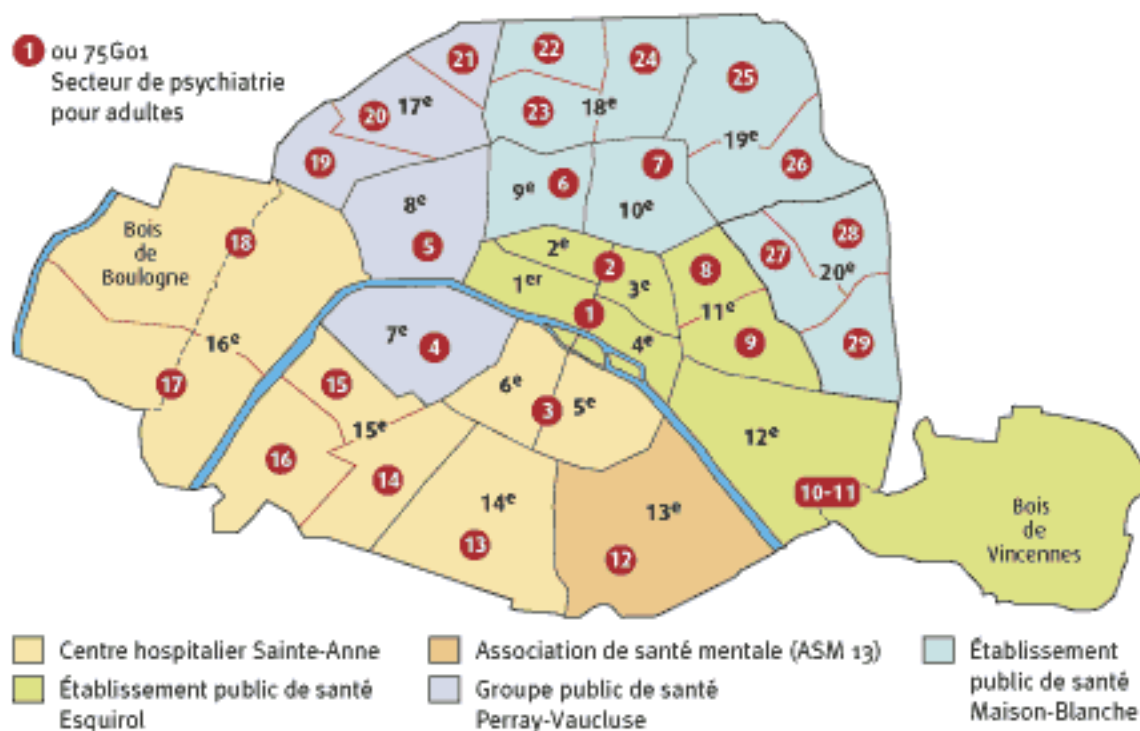 1 ou 75G01
Secteur de psychiatrie
pour adultes
21
22
24
25
20
17e
23
18e
19e
19
7
26
9e
6
8e
10e
5
18
Bois
de
Boulogne
2e
2
8
27
28
20e
1er
3e
11e
1
4e
9
29
7e
4
16e
17
15
6e
3
5e
15e
12e
16
14
10-11
14e
13e
13
12
Bois
de
Vincennes
Centre hospitalier Sainte-Anne
Établissement public de santé
Esquirol
Association de santé mentale (ASM 13)
Groupe public de santé
Perray-Vaucluse
Établissement
public de santé
Maison-Blanche